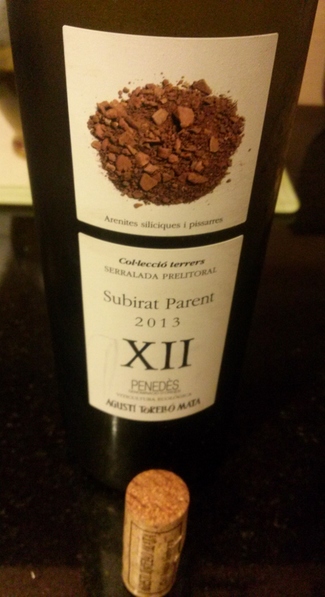 Arenites silíciques i pissarres
Col·lecció terrers
SERRALADA PRELITORAL
Subirat Parent
2013
XII
PENEDÈS
AGUSTÍ TORELLÓ MATA